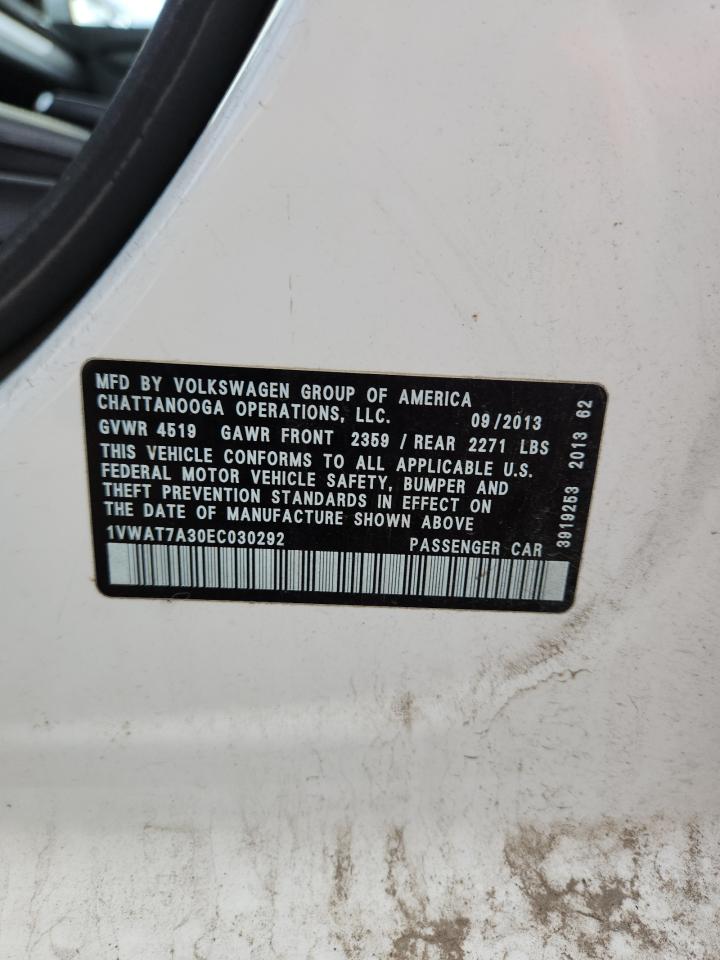 MFD BY VOLKSWAGEN GROUP OF AMERICA
CHATTANOOGA OPERATIONS, LLC. 09/2013
GVWR 4519 GAWR FRONT 2359 / REAR 2271 LBS
THIS VEHICLE CONFORMS TO ALL APPLICABLE U.S.
FEDERAL MOTOR VEHICLE SAFETY, BUMPER AND
THEFT PREVENTION STANDARDS IN EFFECT ON
THE DATE OF MANUFACTURE SHOWN ABOVE
1VWAT7A30EC030292 PASSENGER CAR
3919253 2013 62